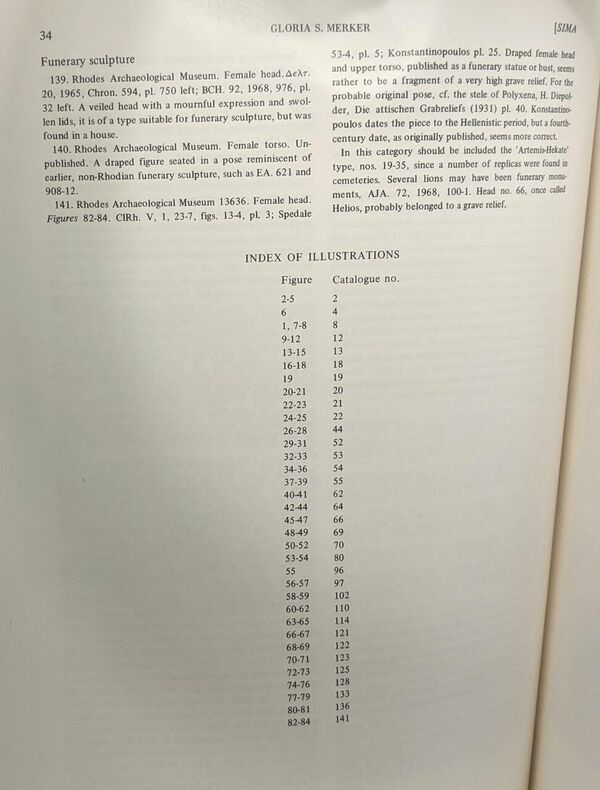 34
GLORIA S. MERKER
[SIMA
Funerary sculpture
139. Rhodes Archaeological Museum. Female head. Δελτ.
20, 1965, Chron. 594, pl. 750 left; BCH. 92, 1968, 976, pl.
32 left. A veiled head with a mournful expression and swol-
len lids, it is of a type suitable for funerary sculpture, but was
found in a house.
140. Rhodes Archaeological Museum. Female torso. Un-
published. A draped figure seated in a pose reminiscent of
earlier, non-Rhodian funerary sculpture, such as EA. 621 and
908-12.
141. Rhodes Archaeological Museum 13636. Female head.
Figures 82-84. ClRh. V, 1, 23-7, figs. 13-4, pl. 3; Spedale
53-4, pl. 5; Konstantinopoulos pl. 25. Draped female head
and upper torso, published as a funerary statue or bust, seems
rather to be a fragment of a very high grave relief. For the
probable original pose, cf. the stele of Polyxena, H. Diepol-
der, Die attischen Grabreliefs (1931) pl. 40. Konstantino-
poulos dates the piece to the Hellenistic period, but a fourth-
century date, as originally published, seems more correct.
In this category should be included the 'Artemis-Hekate'
type, nos. 19-35, since a number of replicas were found in
cemeteries. Several lions may have been funerary monu-
ments, AJA. 72, 1968, 100-1. Head no. 66, once called
Helios, probably belonged to a grave relief.
INDEX OF ILLUSTRATIONS
Figure Catalogue no.
2-5 2
6 4
1, 7-8 8
9-12 12
13-15 13
16-18 18
19 19
20-21 20
22-23 21
24-25 22
26-28 44
29-31 52
32-33 53
34-36 54
37-39 55
40-41 62
42-44 64
45-47 66
48-49 69
50-52 70
53-54 80
55 96
56-57 97
58-59 102
60-62 110
63-65 114
66-67 121
68-69 122
70-71 123
72-73 125
74-76 128
77-79 133
80-81 136
82-84 141